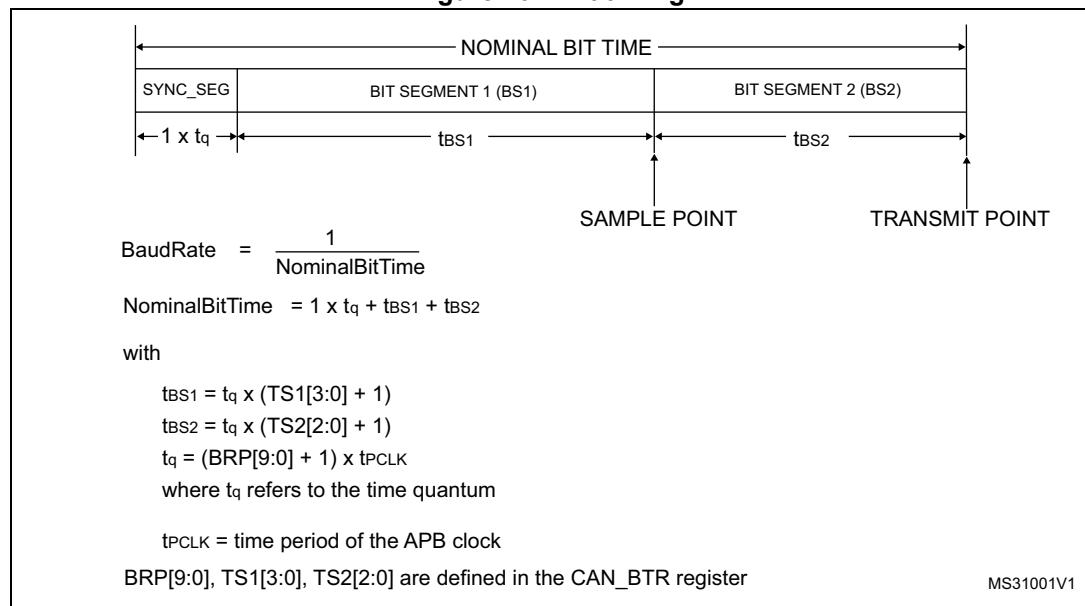 NOMINAL BIT TIME
SYNC_SEG BIT SEGMENT 1 (BS1) BIT SEGMENT 2 (BS2)
1 x tq tBS1 tBS2
SAMPLE POINT TRANSMIT POINT
BaudRate = 1
NominalBitTime
NominalBitTime = 1 x tq + tBS1 + tBS2
with
tBS1 = tq x (TS1[3:0] + 1)
tBS2 = tq x (TS2[2:0] + 1)
tq = (BRP[9:0] + 1) x tPCLK
where tq refers to the time quantum
tPCLK = time period of the APB clock
BRP[9:0], TS1[3:0], TS2[2:0] are defined in the CAN_BTR register
MS31001V1